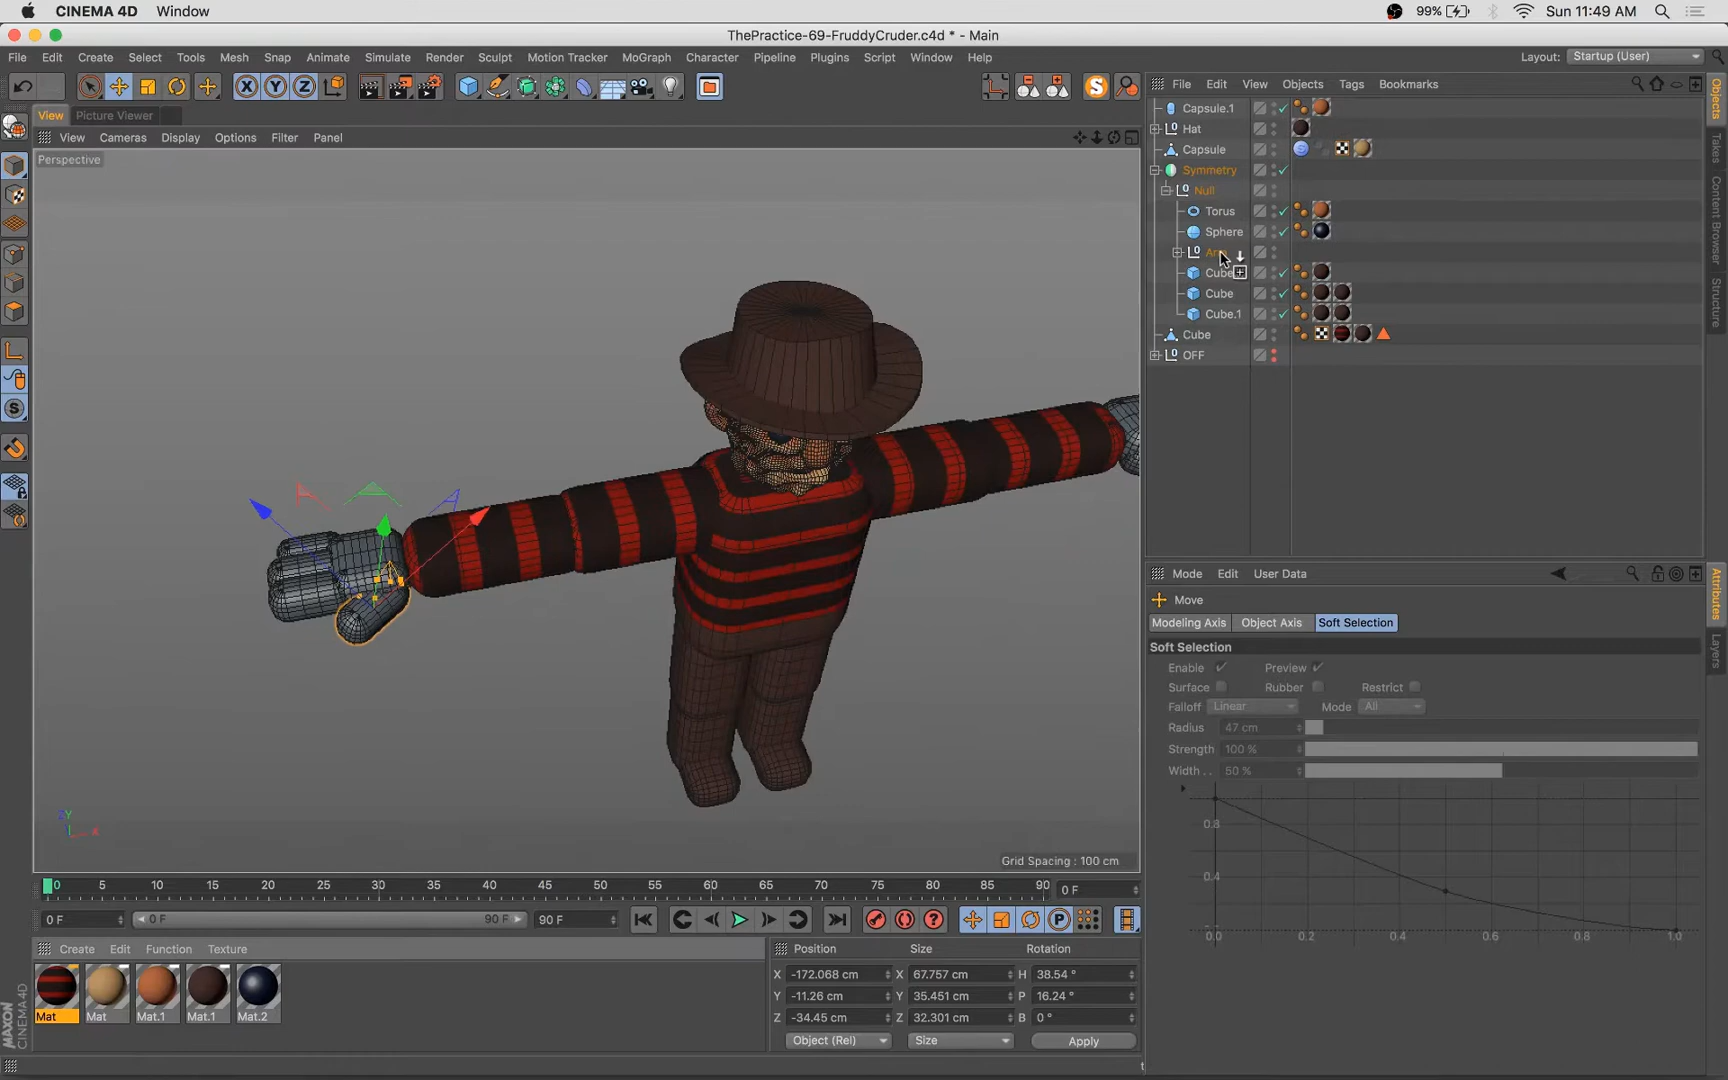 CINEMA 4D Window 99% Sun 11:49 AM
ThePractice-69-FruddyCruder.c4d * - Main
File Edit Create Select Tools Mesh Snap Animate Simulate Render Sculpt Motion Tracker MoGraph Character Pipeline Plugins Script Window Help Layout: Startup (User)
X Y Z S File Edit View Objects Tags Bookmarks
View Picture Viewer
View Cameras Display Options Filter Panel
Perspective
Capsule.1
Hat
Capsule
Symmetry
Null
Torus
Sphere
Cube
Cube
Cube.1
Cube
OFF
Objects
Takes
Content Browser
Structure
Y
X
Grid Spacing : 100 cm
Mode Edit User Data
Move
Modeling Axis Object Axis Soft Selection
Soft Selection
Enable Preview
Surface Rubber Restrict
Falloff Linear Mode All
Radius 47 cm
Strength 100 %
Width . . 50 %
0.8
0.4
0.0 0.2 0.4 0.6 0.8 1.0
Attributes
Layers
0 5 10 15 20 25 30 35 40 45 50 55 60 65 70 75 80 85 90 0 F
0 F 0 F 90 F 90 F
Create Edit Function Texture
Mat Mat Mat.1 Mat.1 Mat.2
Position Size Rotation
X -172.068 cm X 67.757 cm H 38.54 °
Y -11.26 cm Y 35.451 cm P 16.24 °
Z -34.45 cm Z 32.301 cm B 0 °
Object (Rel) Size Apply
MAXON
CINEMA 4D